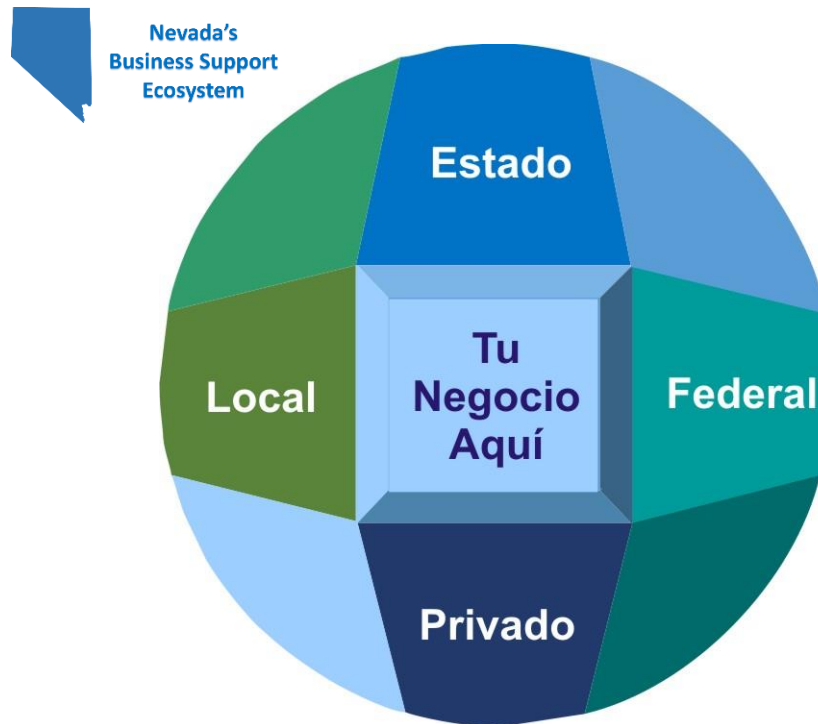 Nevada's
Business Support
Ecosystem
Estado
Local
Tu
Negocio
Aquí
Federal
Privado